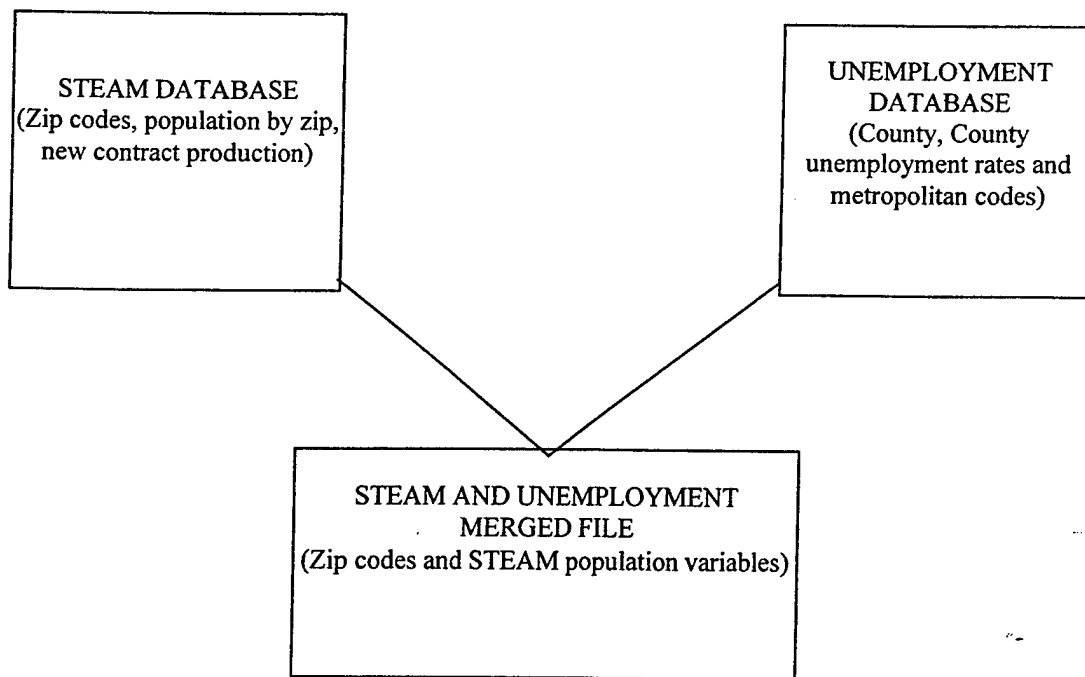 STEAM DATABASE
(Zip codes, population by zip,
new contract production)
UNEMPLOYMENT
DATABASE
(County, County
unemployment rates and
metropolitan codes)
STEAM AND UNEMPLOYMENT
MERGED FILE
(Zip codes and STEAM population variables)